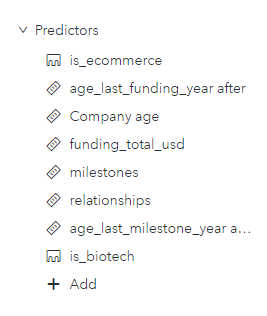 Predictors
is_ecommerce
age_last_funding_year after
Company age
funding_total_usd
milestones
relationships
age_last_milestone_year a...
is_biotech
+ Add